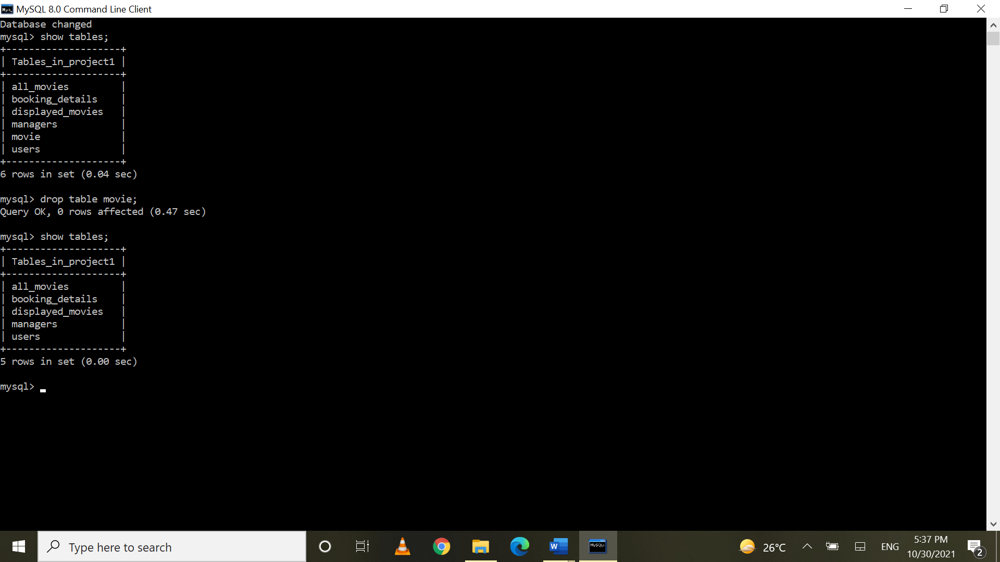 MySQL 8.0 Command Line Client
Database changed
mysql> show tables;
+--------------------+
| Tables_in_project1 |
+--------------------+
| all_movies         |
| booking_details    |
| displayed_movies   |
| managers           |
| movie              |
| users              |
+--------------------+
6 rows in set (0.04 sec)
mysql> drop table movie;
Query OK, 0 rows affected (0.47 sec)
mysql> show tables;
+--------------------+
| Tables_in_project1 |
+--------------------+
| all_movies         |
| booking_details    |
| displayed_movies   |
| managers           |
| users              |
+--------------------+
5 rows in set (0.00 sec)
mysql>
Type here to search
W
MySQL>
26°C
ENG
5:37 PM
10/30/2021
2